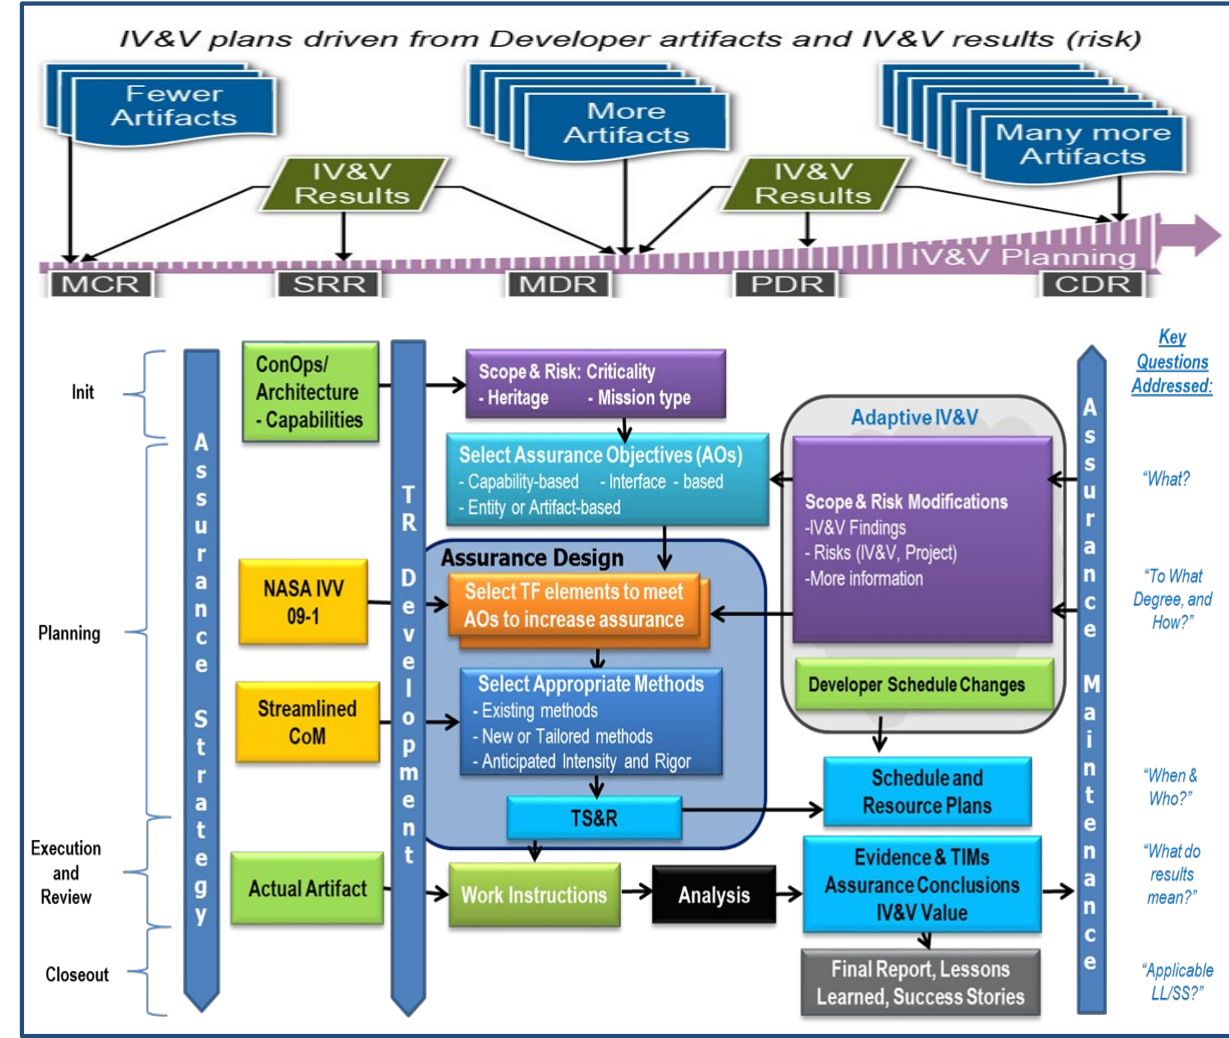 IV&V plans driven from Developer artifacts and IV&V results (risk)
Fewer
Artifacts
More
Artifacts
Many more
Artifacts
IV&V
Results
IV&V
Results
IV&V Planning
MCR
SRR
MDR
PDR
CDR
Key
Questions
Addressed:
Init
ConOps/
Architecture
- Capabilities
Scope & Risk: Criticality
- Heritage - Mission type
Adaptive IV&V
Assurance Strategy
TR Development
Assurance Maintenance
Select Assurance Objectives (AOs)
- Capability-based - Interface - based
- Entity or Artifact-based
Scope & Risk Modifications
-IV&V Findings
- Risks (IV&V, Project)
-More information
"What?
Planning
Assurance Design
NASA IVV
09-1
Select TF elements to meet
AOs to increase assurance
"To What
Degree, and
How?"
Streamlined
CoM
Select Appropriate Methods
- Existing methods
- New or Tailored methods
- Anticipated Intensity and Rigor
Developer Schedule Changes
TS&R
Schedule and
Resource Plans
"When &
Who?"
Execution
and
Review
Actual Artifact
Work Instructions
Analysis
Evidence & TIMs
Assurance Conclusions
IV&V Value
"What do
results
mean?"
Closeout
Final Report, Lessons
Learned, Success Stories
"Applicable
LL/SS?"